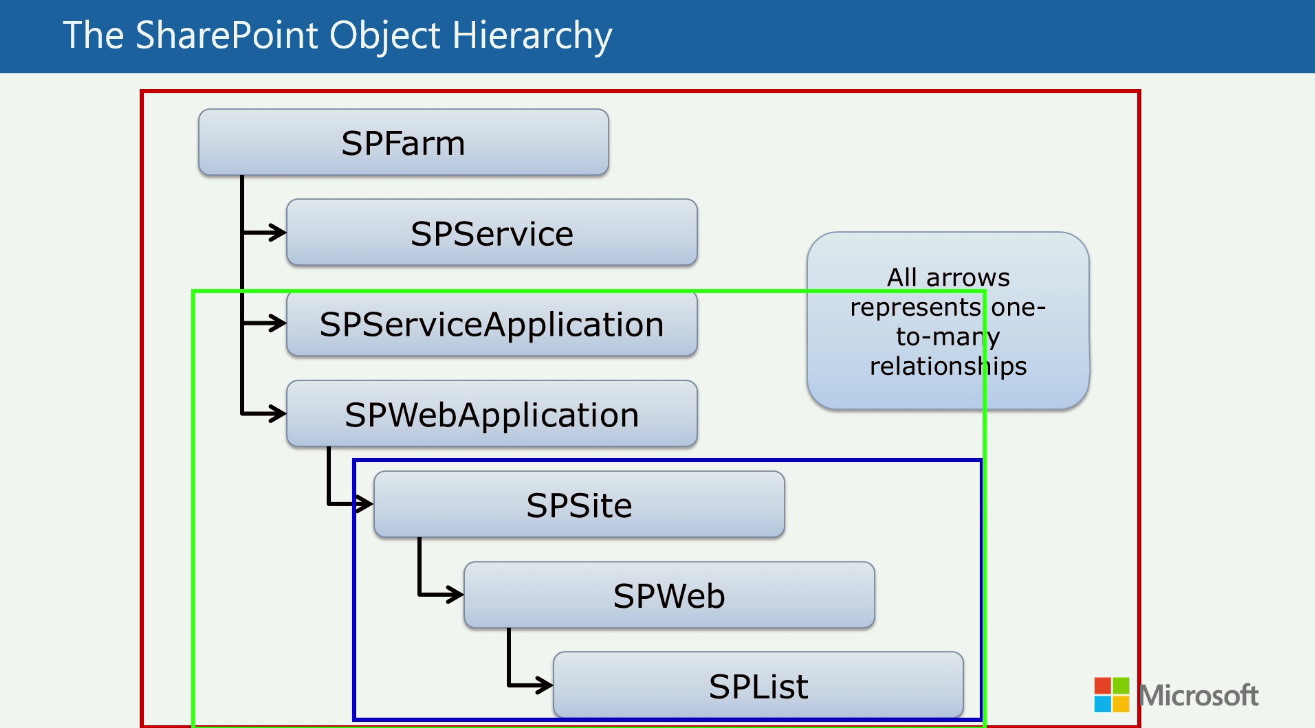 The SharePoint Object Hierarchy
SPFarm
SPService
SPServiceApplication
SPWebApplication
SPSite
SPWeb
SPList
All arrows
represents one-
to-many
relationships
Microsoft